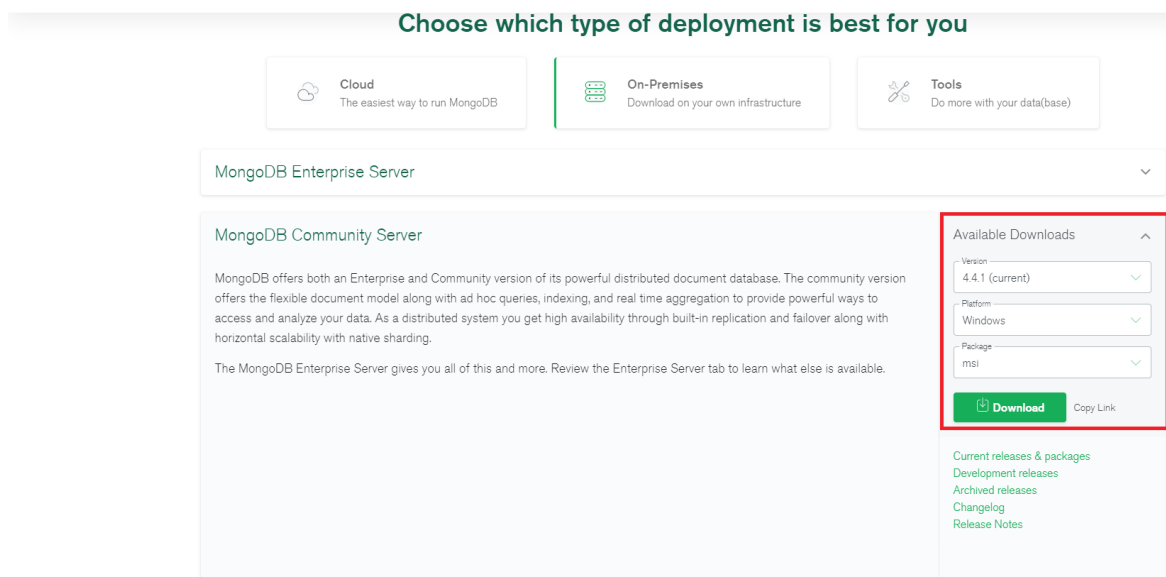 Choose which type of deployment is best for you
Cloud
The easiest way to run MongoDB
On-Premises
Download on your own infrastructure
Tools
Do more with your data(base)
MongoDB Enterprise Server
MongoDB Community Server
MongoDB offers both an Enterprise and Community version of its powerful distributed document database. The community version
offers the flexible document model along with ad hoc queries, indexing, and real time aggregation to provide powerful ways to
access and analyze your data. As a distributed system you get high availability through built-in replication and failover along with
horizontal scalability with native sharding.
The MongoDB Enterprise Server gives you all of this and more. Review the Enterprise Server tab to learn what else is available.
Available Downloads
Version
4.4.1 (current)
Platform
Windows
Package
msi
Download
Copy Link
Current releases & packages
Development releases
Archived releases
Changelog
Release Notes